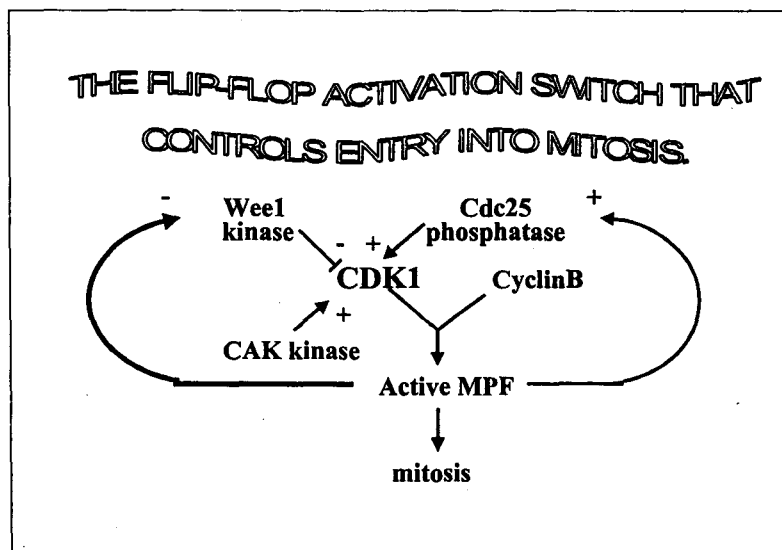 THE FLIP-FLOP ACTIVATION SWITCH THAT
CONTROLS ENTRY INTO MITOSIS.
-
+
Wee1
kinase
Cdc25
phosphatase
-
+
CDK1
CyclinB
+
CAK kinase
Active MPF
mitosis